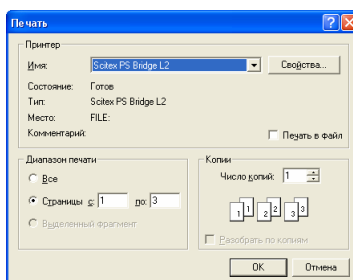 Печать
Принтер
Имя: Scitex PS Bridge L2 Свойства...
Состояние: Готов
Тип: Scitex PS Bridge L2
Место: FILE:
Комментарий: Печать в файл
Диапазон печати
Все
Страницы с: 1 по: 3
Выделенный фрагмент
Копии
Число копий: 1
1 1 2 2 3 3
Разобрать по копиям
OK Отмена